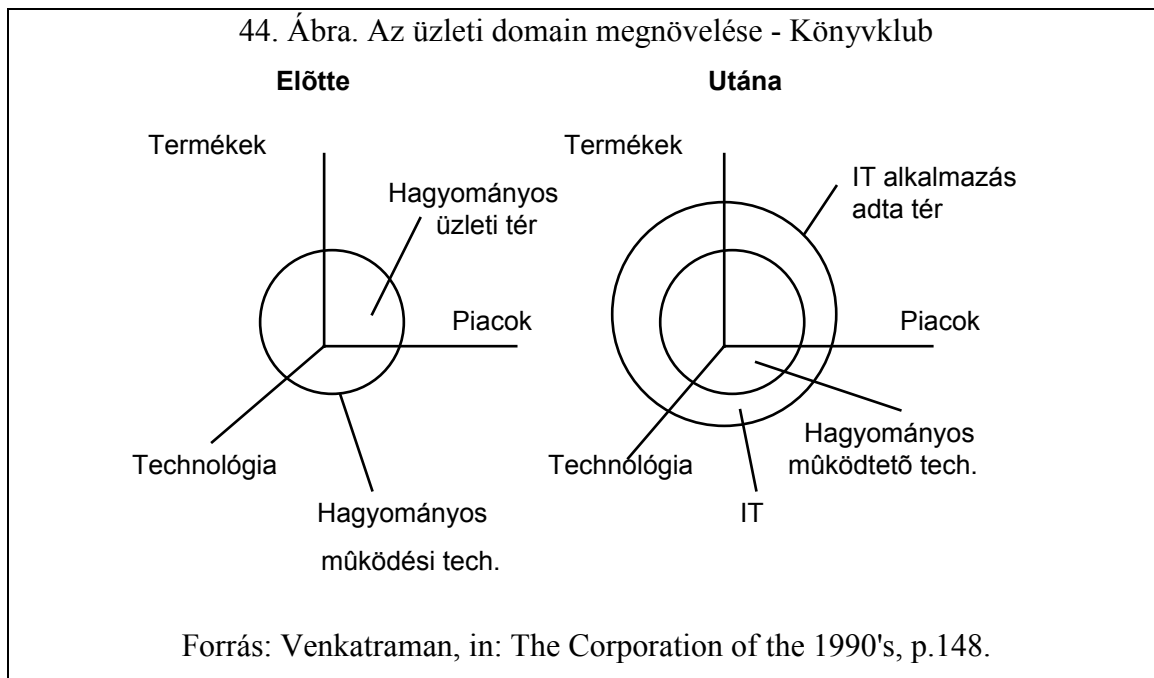 44. Ábra. Az üzleti domain megnövelése - Könyvklub
Elõtte
Utána
Termékek
Hagyományos
üzleti tér
Piacok
Technológia
Hagyományos
mûködési tech.
Termékek
IT alkalmazás
adta tér
Piacok
Hagyományos
mûködtetõ tech.
Technológia
IT
Forrás: Venkatraman, in: The Corporation of the 1990's, p.148.